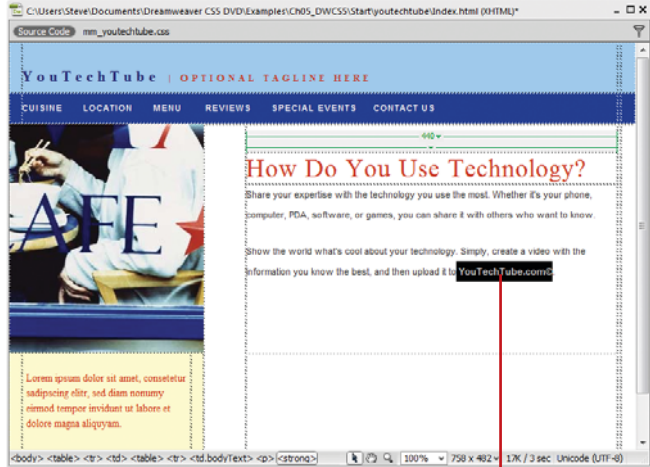 C:\Users\Steve\Documents\Dreamweaver CS5 DVD\Examples\Ch05_DWCS5\Start\youtechtube\Index.html (XHTML)*
Source Code mm_youtechtube.css
YouTechTube | OPTIONAL TAGLINE HERE
CUISINE LOCATION MENU REVIEWS SPECIAL EVENTS CONTACT US
440
AFE
How Do You Use Technology?
Share your expertise with the technology you use the most. Whether it's your phone,
computer, PDA, software, or games, you can share it with others who want to know.
Show the world what's cool about your technology. Simply, create a video with the
information you know the best, and then upload it to YouTechTube.com©
Lorem ipsum dolor sit amet, consetetur
sadipscing elitr, sed diam nonumy
eirmod tempor invidunt ut labore et
dolore magna aliquyam.
<body> <table> <tr> <td> <table> <tr> <td.bodyText> <p> <strong> 100% 758 x 482 17K / 3 sec Unicode (UTF-8)